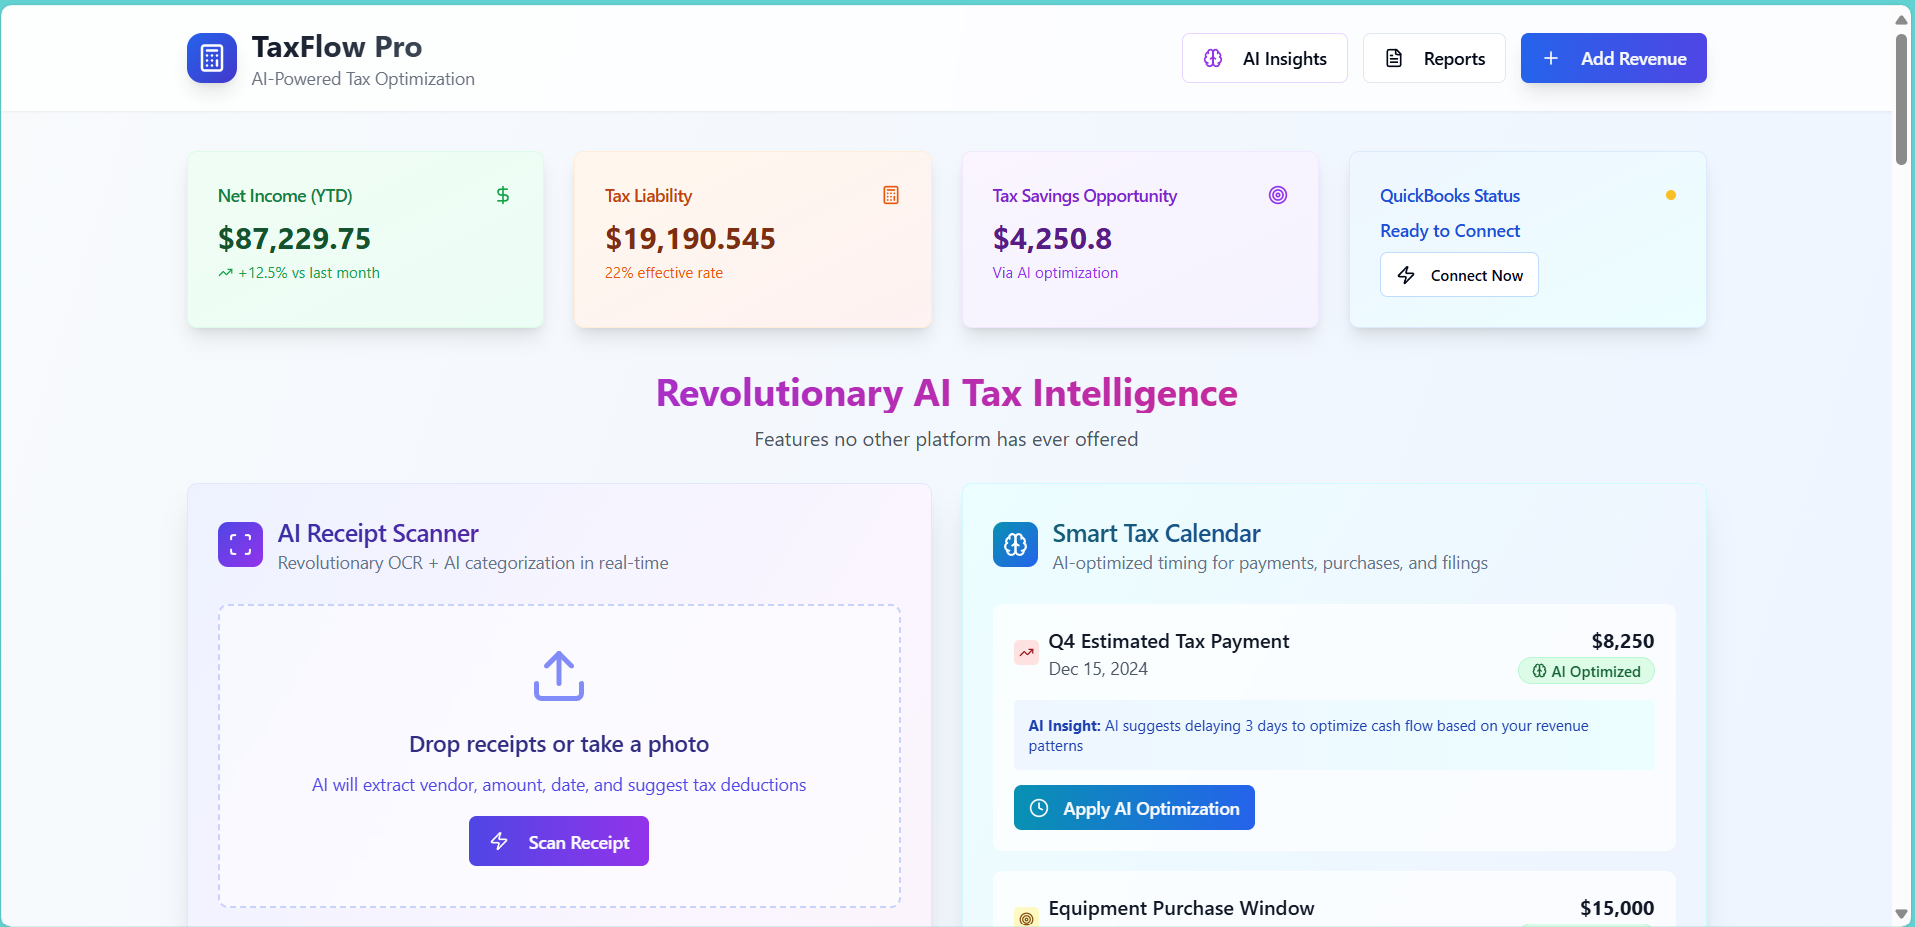 TaxFlow Pro
AI-Powered Tax Optimization
AI Insights
Reports
Add Revenue
Net Income (YTD)
$87,229.75
+12.5% vs last month
Tax Liability
$19,190.545
22% effective rate
Tax Savings Opportunity
$4,250.8
Via AI optimization
QuickBooks Status
Ready to Connect
Connect Now
Revolutionary AI Tax Intelligence
Features no other platform has ever offered
AI Receipt Scanner
Revolutionary OCR + AI categorization in real-time
Drop receipts or take a photo
AI will extract vendor, amount, date, and suggest tax deductions
Scan Receipt
Smart Tax Calendar
AI-optimized timing for payments, purchases, and filings
Q4 Estimated Tax Payment
$8,250
Dec 15, 2024
AI Optimized
AI Insight: AI suggests delaying 3 days to optimize cash flow based on your revenue
patterns
Apply AI Optimization
Equipment Purchase Window
$15,000